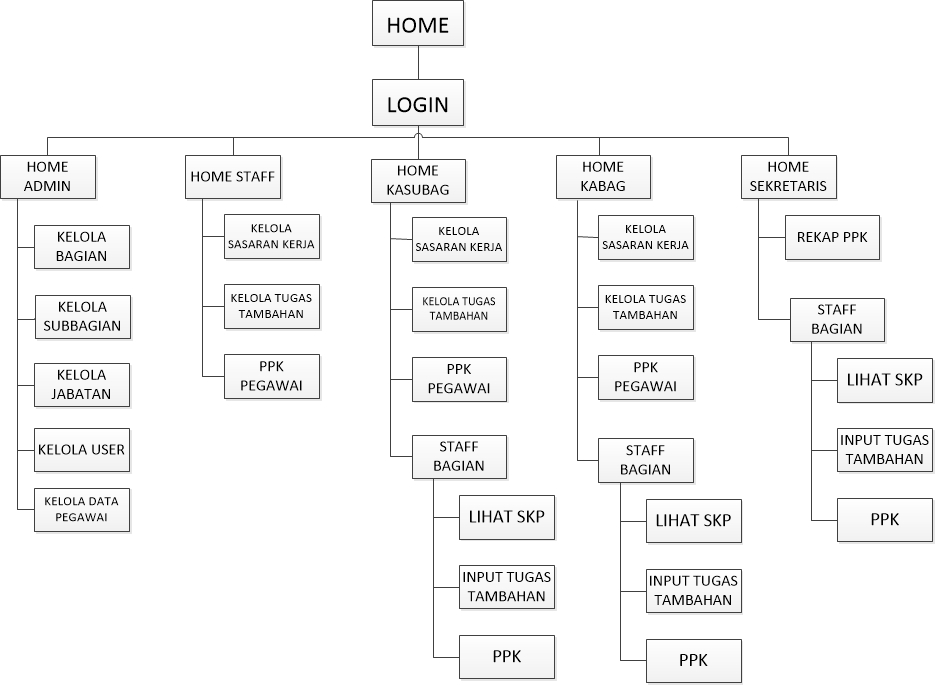 HOME
LOGIN
HOME
ADMIN
KELOLA
BAGIAN
KELOLA
SUBBAGIAN
KELOLA
JABATAN
KELOLA USER
KELOLA DATA
PEGAWAI
HOME STAFF
KELOLA
SASARAN KERJA
KELOLA TUGAS
TAMBAHAN
PPK
PEGAWAI
HOME
KASUBAG
KELOLA
SASARAN KERJA
KELOLA TUGAS
TAMBAHAN
PPK
PEGAWAI
STAFF
BAGIAN
LIHAT SKP
INPUT TUGAS
TAMBAHAN
PPK
HOME
KABAG
KELOLA
SASARAN KERJA
KELOLA TUGAS
TAMBAHAN
PPK
PEGAWAI
STAFF
BAGIAN
LIHAT SKP
INPUT TUGAS
TAMBAHAN
PPK
HOME
SEKRETARIS
REKAP PPK
STAFF
BAGIAN
LIHAT SKP
INPUT TUGAS
TAMBAHAN
PPK